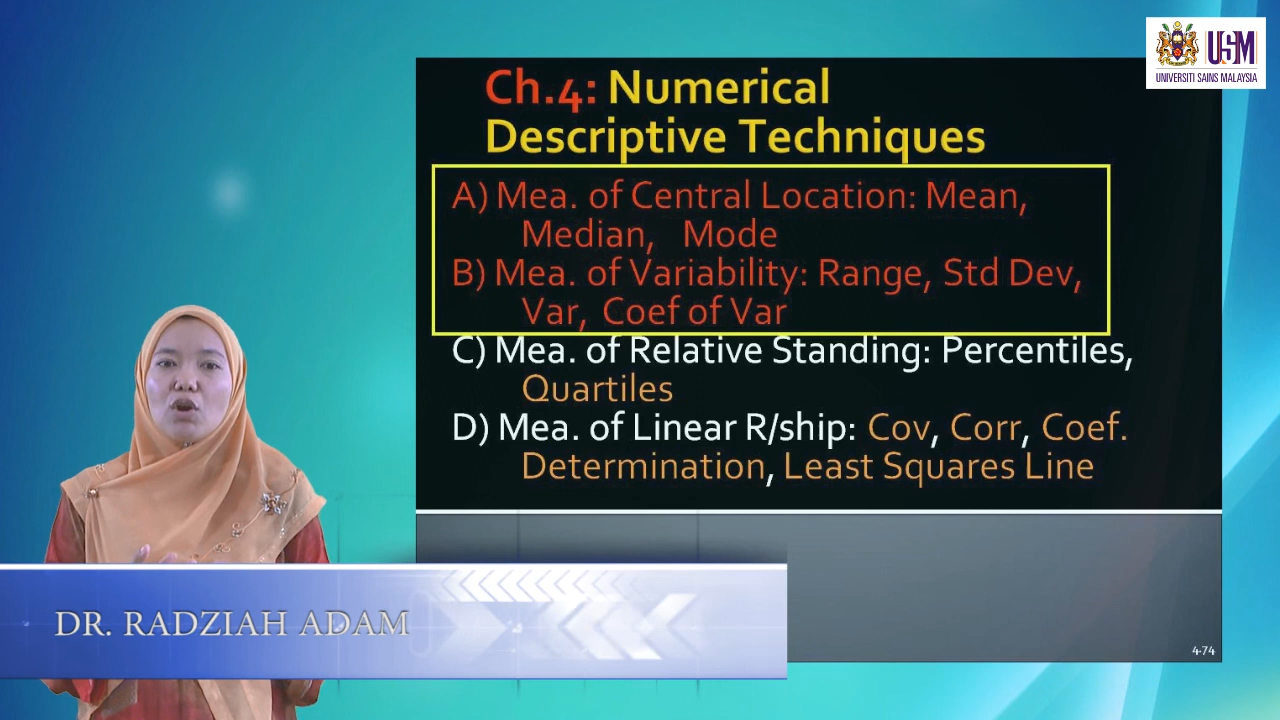 USM
UNIVERSITI SAINS MALAYSIA
Ch.4: Numerical
Descriptive Techniques
A) Mea. of Central Location: Mean,
Median, Mode
B) Mea. of Variability: Range, Std Dev,
Var, Coef of Var
C) Mea. of Relative Standing: Percentiles,
Quartiles
D) Mea. of Linear R/ship: Cov, Corr, Coef.
Determination, Least Squares Line
DR. RADZIAH ADAM
4-74